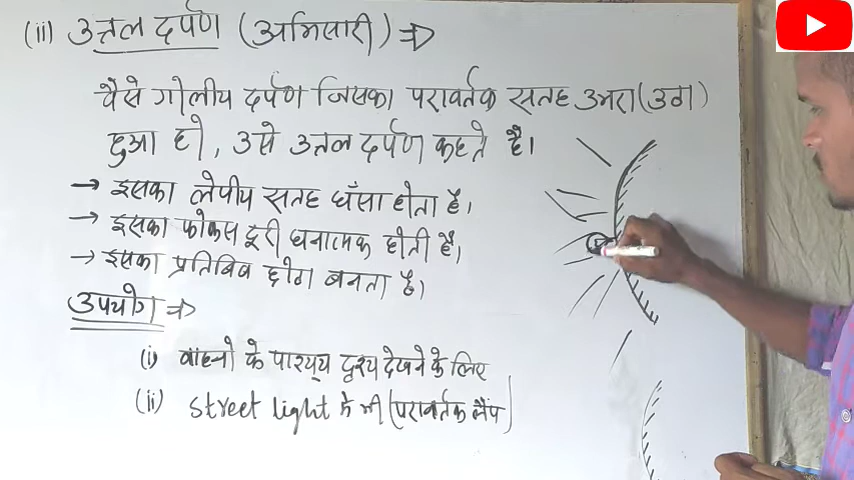 (ii) उत्तल दर्पण (अभिसारी) ⇒
वैसे गोलीय दर्पण जिसका परावर्तक सतह उभरा (उठा)
हुआ हो, उसे उत्तल दर्पण कहते है।
→ इसका लेपीय सतह धँसा होता है।
→ इसका फोकस दूरी धनात्मक होती है।
→ इसका प्रतिबिंब छोटा बनता है।
उपयोग ⇒
(i) वाहनो के पाश्र्य दृश्य देखने के लिए
(ii) street light मे भी (परावर्तक लैंप)